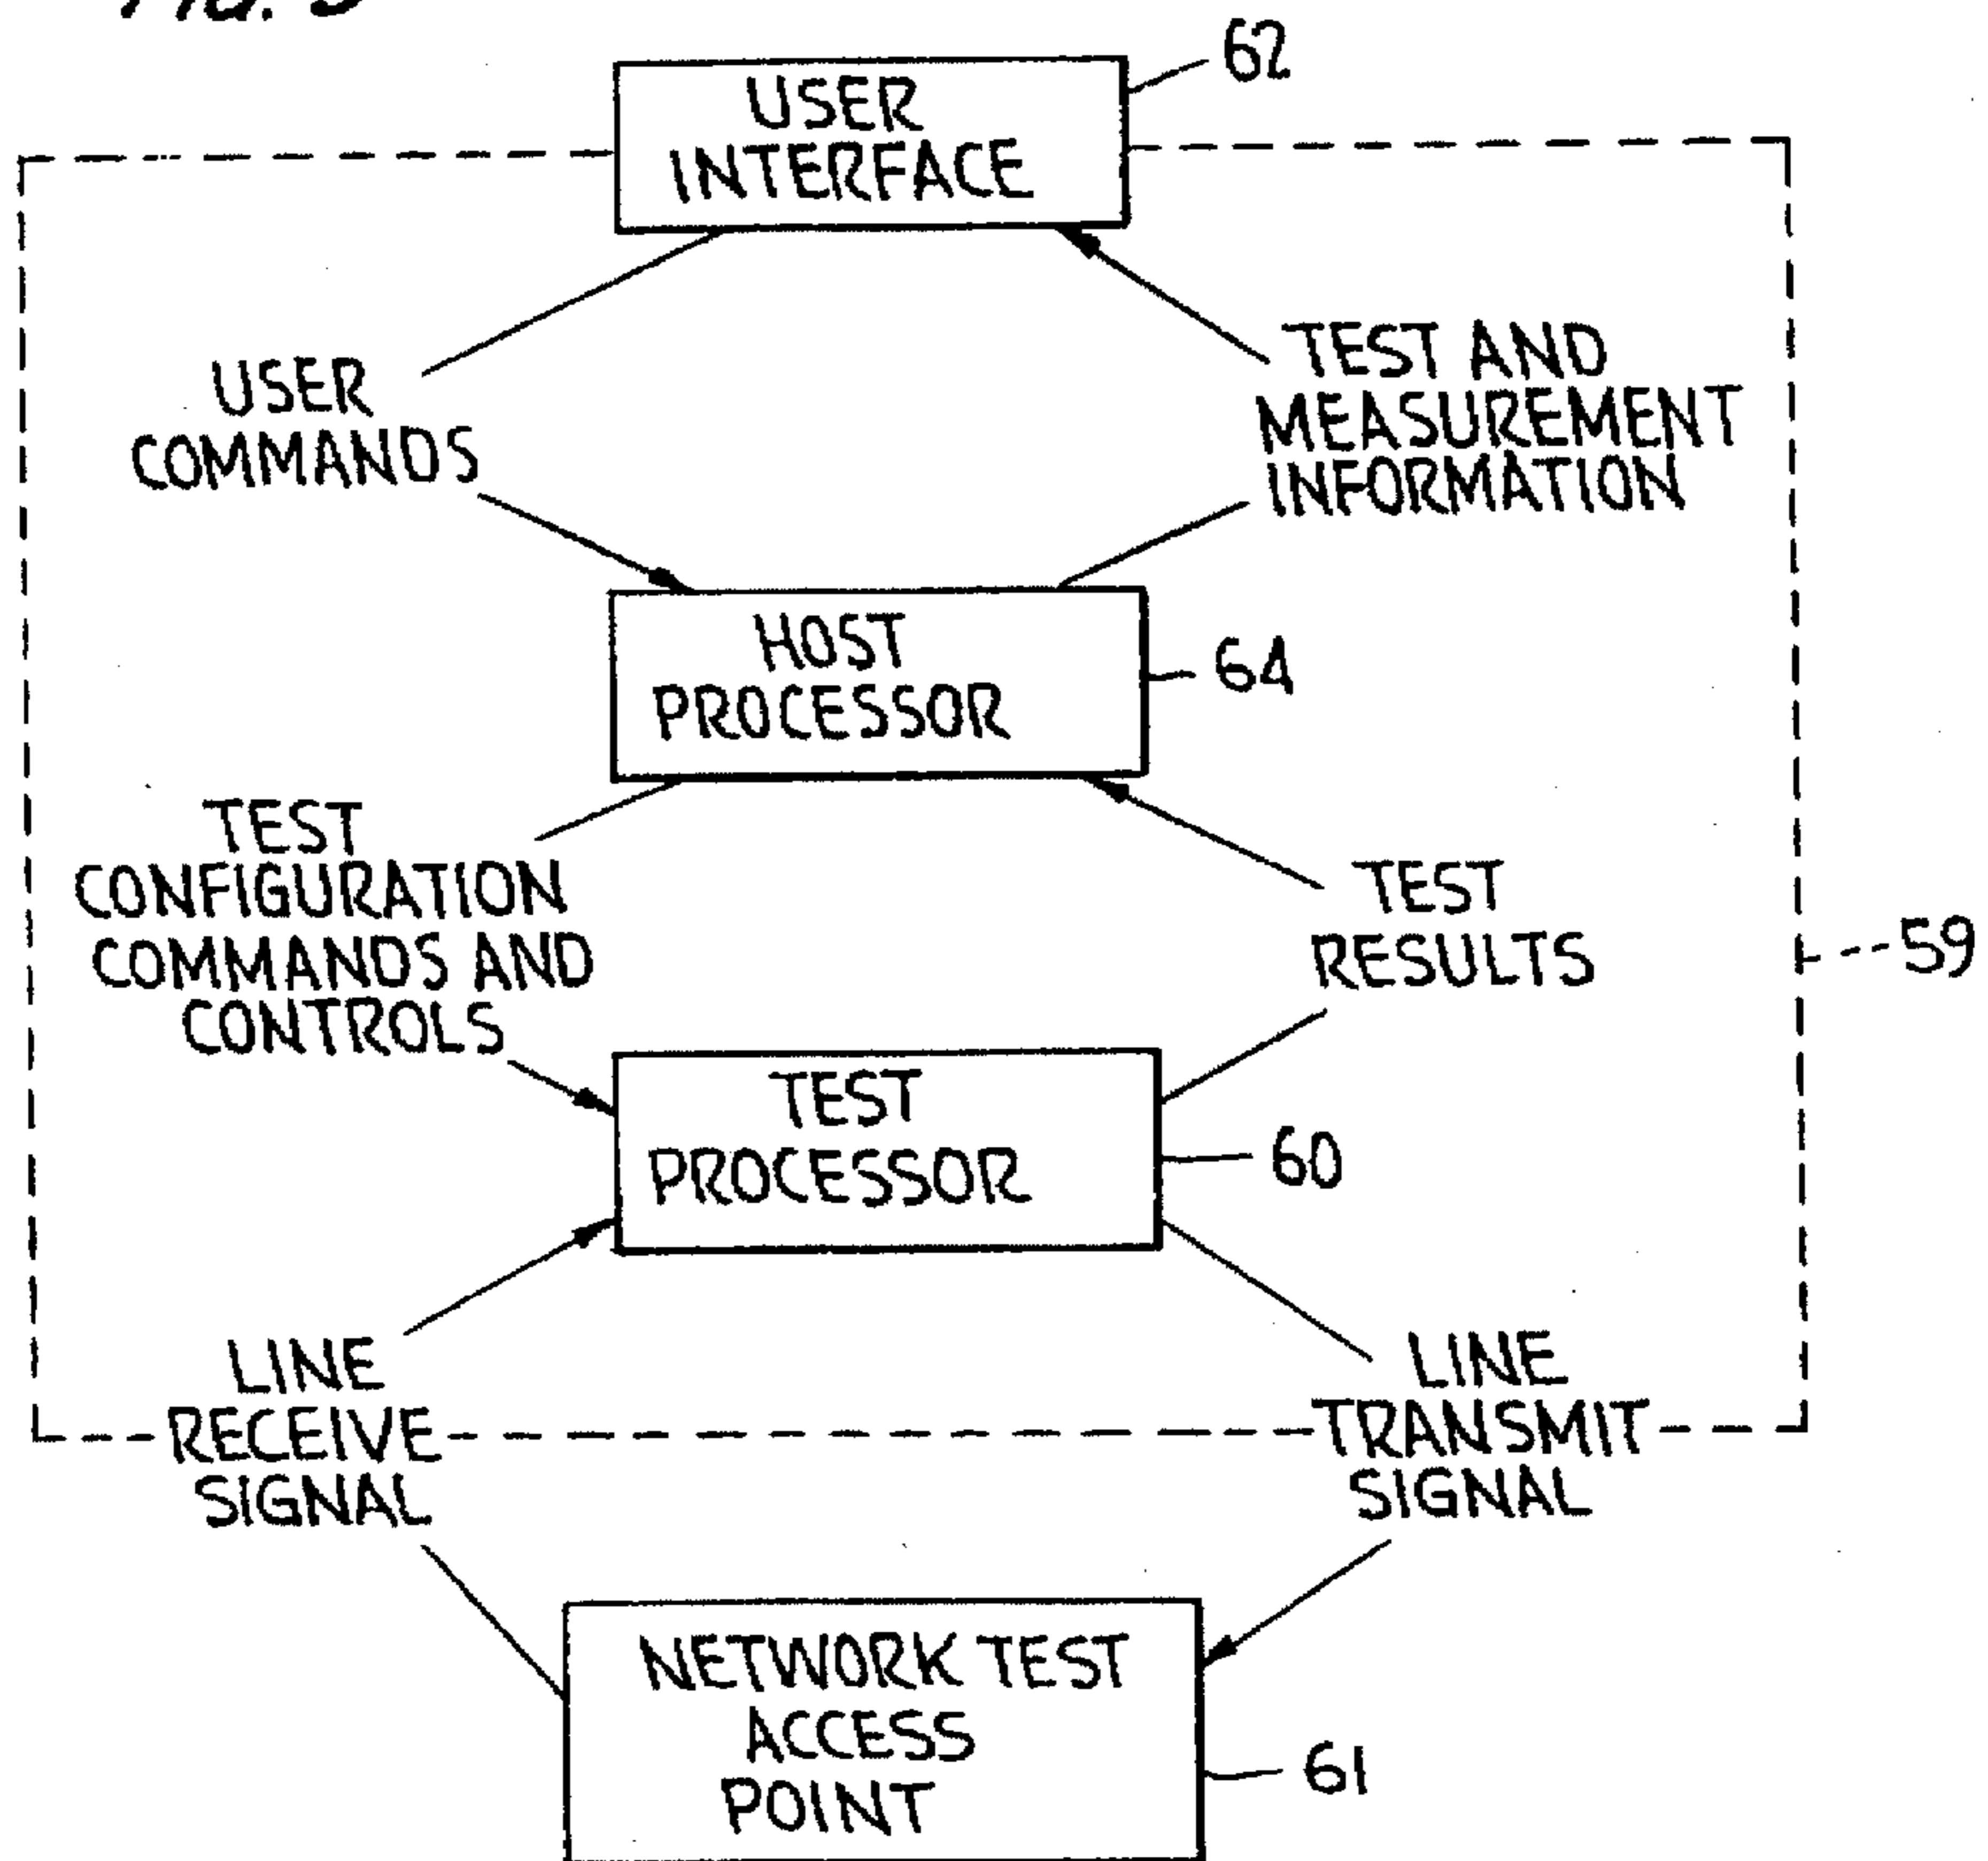 62
USER
INTERFACE
USER
COMMANDS
TEST AND
MEASUREMENT
INFORMATION
HOST
PROCESSOR
64
TEST
CONFIGURATION
COMMANDS AND
CONTROLS
TEST
RESULTS
59
TEST
PROCESSOR
60
LINE
RECEIVE
SIGNAL
LINE
TRANSMIT
SIGNAL
NETWORK TEST
ACCESS
POINT
61